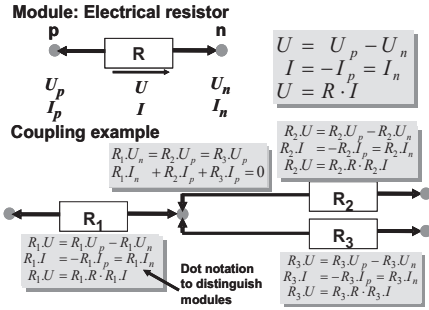 Module: Electrical resistor
p
n
R
U_p
U
U_n
I_p
I
I_n
U = U_p − U_n
I = −I_p = I_n
U = R · I
Coupling example
R_1.U_n = R_2.U_p = R_3.U_p
R_1.I_n + R_2.I_p + R_3.I_p = 0
R_2.U = R_2.U_p − R_2.U_n
R_2.I = −R_2.I_p = R_2.I_n
R_2.U = R_2.R · R_2.I
R_2
R_1
R_3
R_1.U = R_1.U_p − R_1.U_n
R_1.I = −R_1.I_p = R_1.I_n
R_1.U = R_1.R · R_1.I
Dot notation
to distinguish
modules
R_3.U = R_3.U_p − R_3.U_n
R_3.I = −R_3.I_p = R_3.I_n
R_3.U = R_3.R · R_3.I